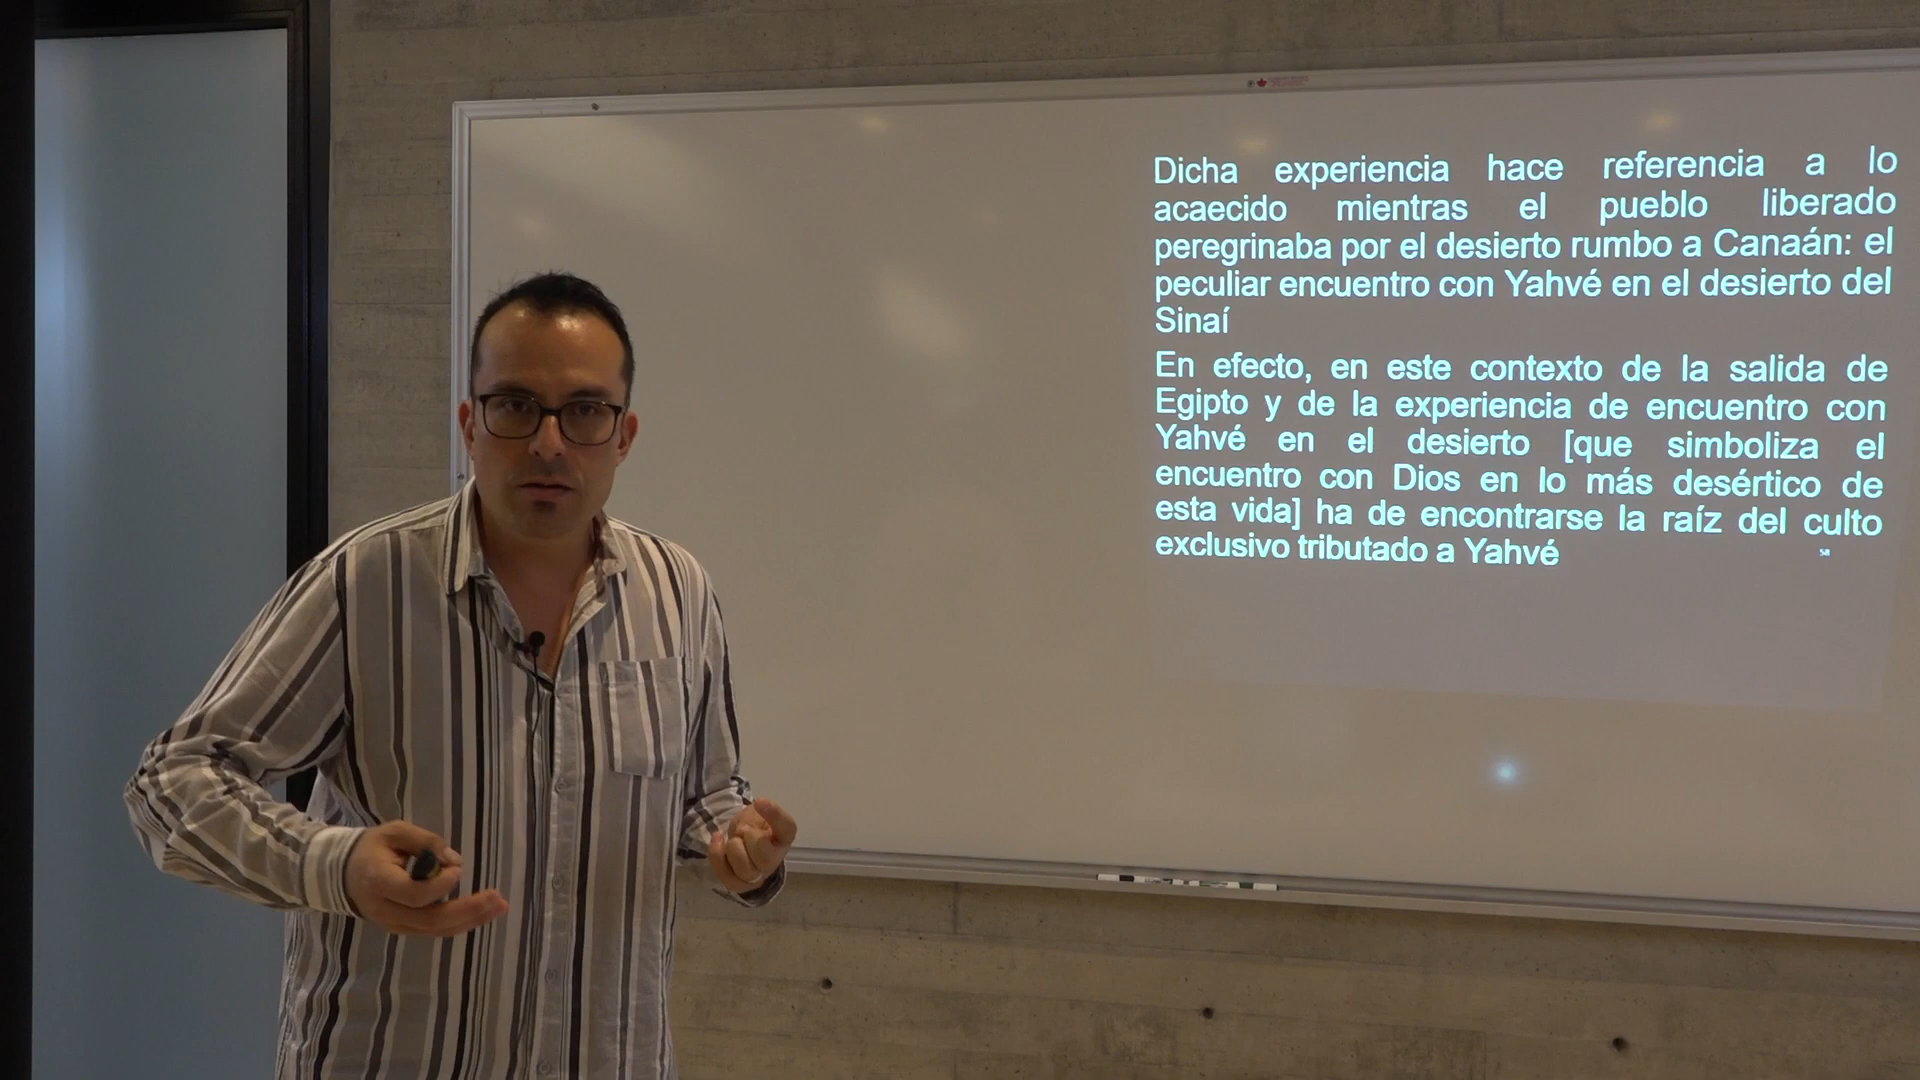 Dicha experiencia hace referencia a lo
acaecido mientras el pueblo liberado
peregrinaba por el desierto rumbo a Canaán: el
peculiar encuentro con Yahvé en el desierto del
Sinaí
En efecto, en este contexto de la salida de
Egipto y de la experiencia de encuentro con
Yahvé en el desierto [que simboliza el
encuentro con Dios en lo más desértico de
esta vida] ha de encontrarse la raíz del culto
exclusivo tributado a Yahvé